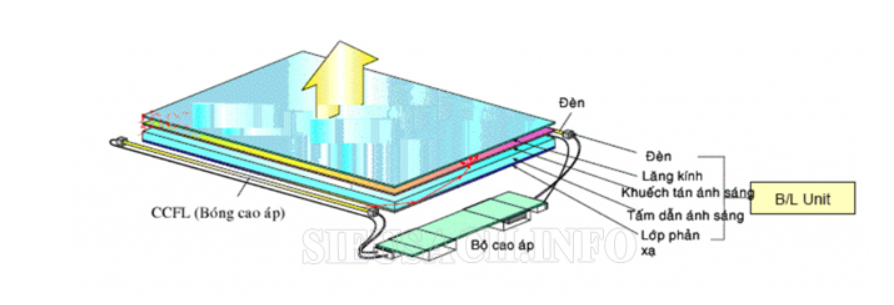 Đèn
Đèn
Lăng kính
Khuếch tán ánh sáng
Tấm dẫn ánh sáng
Lớp phản
xạ
B/L Unit
CCFL (Bóng cao áp)
Bộ cao áp
SIEUSACH.INFO